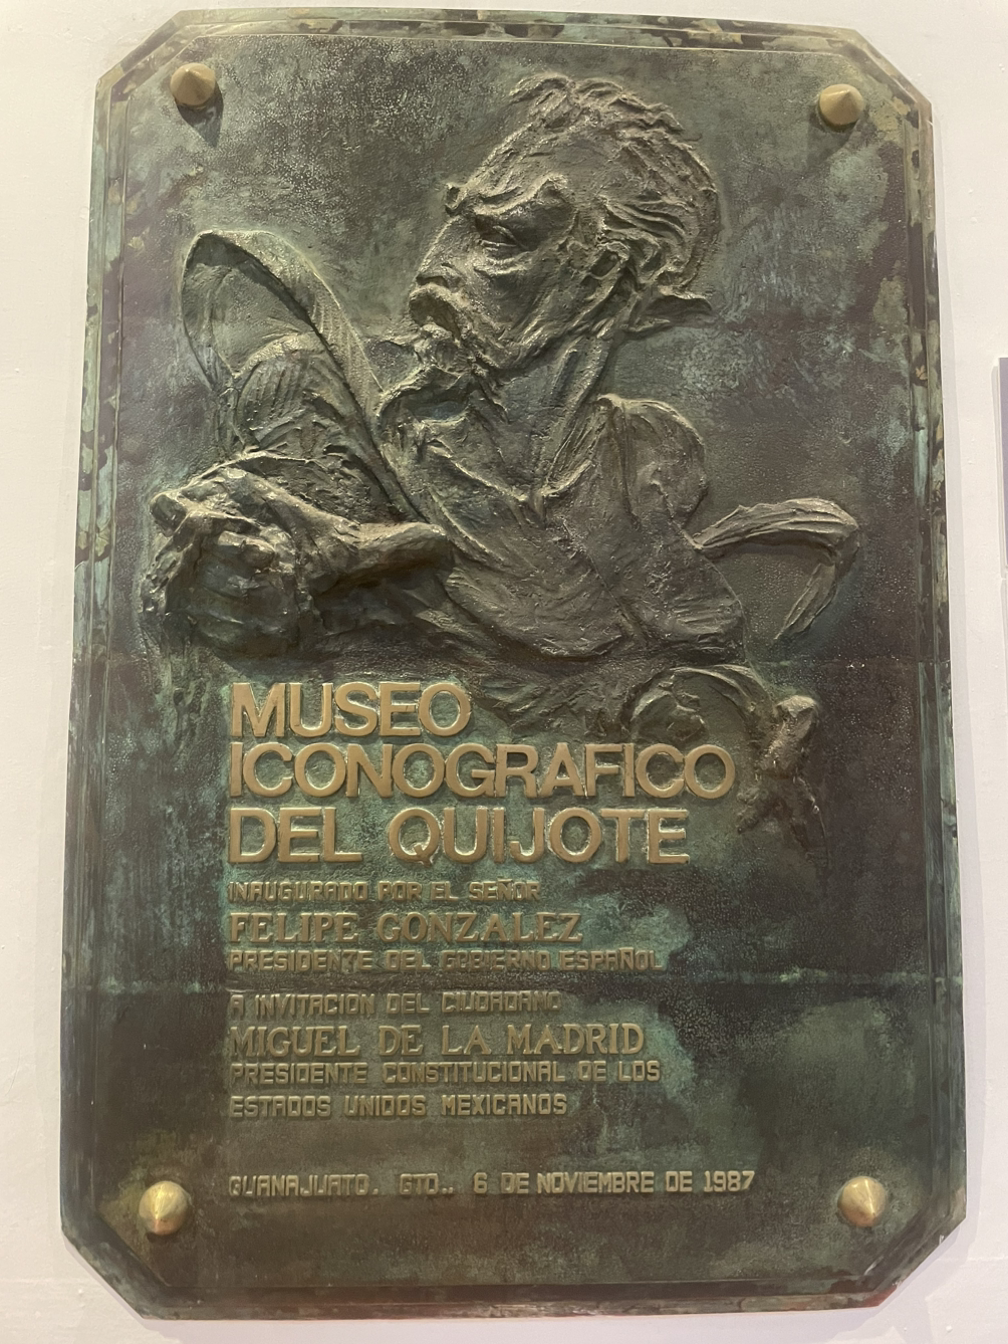 MUSEO
ICONOGRAFICO
DEL QUIJOTE
INAUGURADO POR EL SEÑOR
FELIPE GONZALEZ
PRESIDENTE DEL GOBIERNO ESPAÑOL
A INVITACION DEL CIUDADANO
MIGUEL DE LA MADRID
PRESIDENTE CONSTITUCIONAL DE LOS
ESTADOS UNIDOS MEXICANOS
GUANAJUATO, GTO., 6 DE NOVIEMBRE DE 1987